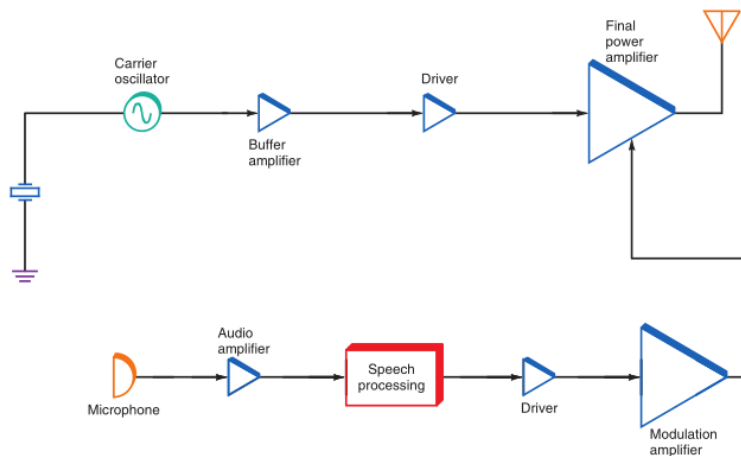 Final
power
amplifier
Carrier
oscillator
Driver
Buffer
amplifier
Audio
amplifier
Speech
processing
Microphone
Driver
Modulation
amplifier